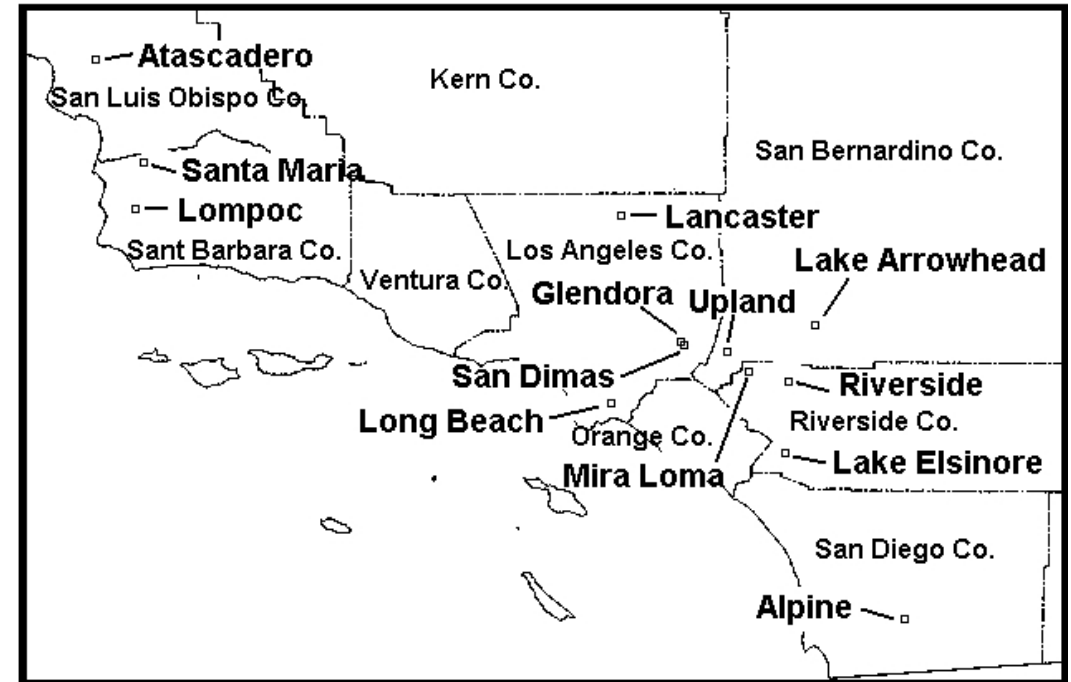 Atascadero
Kern Co.
San Luis Obispo Co.
San Bernardino Co.
Santa Maria
Lompoc
Lancaster
Sant Barbara Co.
Los Angeles Co.
Lake Arrowhead
Ventura Co.
Glendora
Upland
San Dimas
Riverside
Long Beach
Orange Co.
Riverside Co.
Mira Loma
Lake Elsinore
San Diego Co.
Alpine